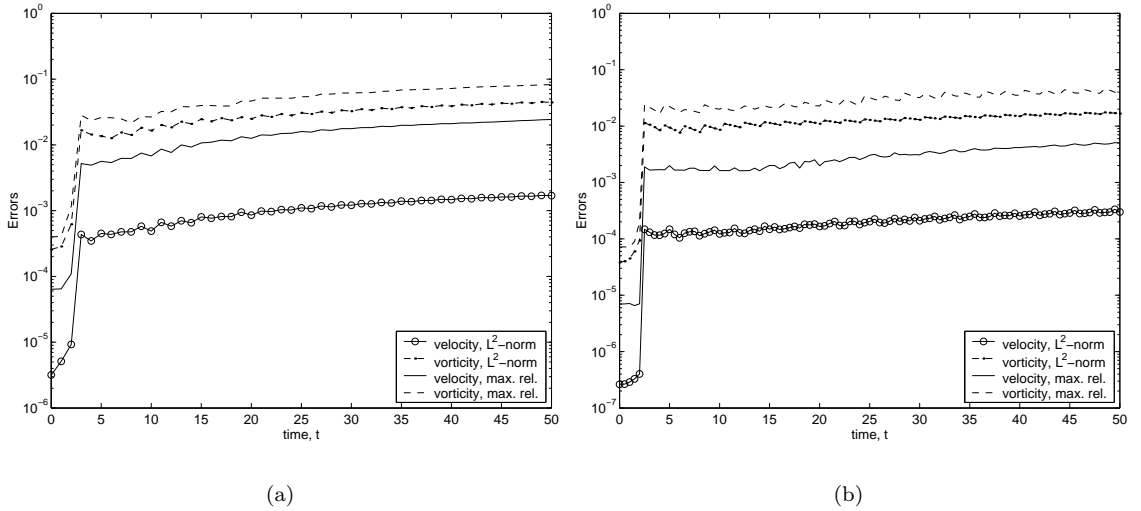 10^0
10^-1
10^-2
10^-3
10^-4
10^-5
10^-6
Errors
0 5 10 15 20 25 30 35 40 45 50
time, t
velocity, L^2-norm
vorticity, L^2-norm
velocity, max. rel.
vorticity, max. rel.
(a)
10^0
10^-1
10^-2
10^-3
10^-4
10^-5
10^-6
10^-7
Errors
0 5 10 15 20 25 30 35 40 45 50
time, t
velocity, L^2-norm
vorticity, L^2-norm
velocity, max. rel.
vorticity, max. rel.
(b)